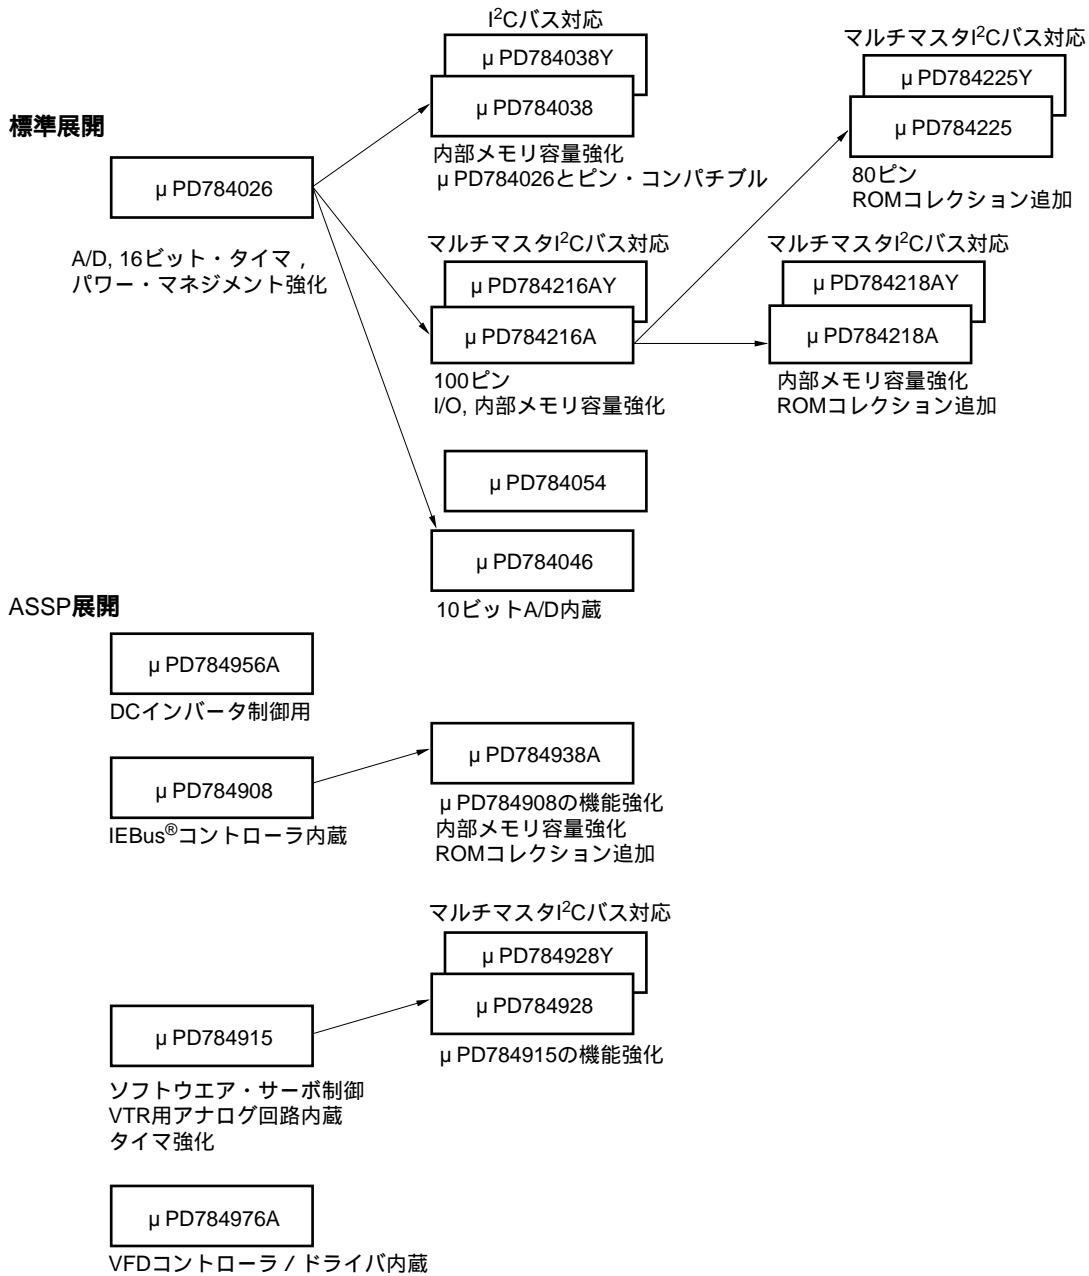 I²Cバス対応
μPD784038Y
μPD784038
内部メモリ容量強化
μPD784026とピン・コンパチブル
マルチマスタI²Cバス対応
μPD784225Y
μPD784225
80ピン
ROMコレクション追加
標準展開
μPD784026
A/D, 16ビット・タイマ,
パワー・マネジメント強化
マルチマスタI²Cバス対応
μPD784216AY
μPD784216A
100ピン
I/O, 内部メモリ容量強化
マルチマスタI²Cバス対応
μPD784218AY
μPD784218A
内部メモリ容量強化
ROMコレクション追加
μPD784054
μPD784046
10ビットA/D内蔵
ASSP展開
μPD784956A
DCインバータ制御用
μPD784908
IEBus®コントローラ内蔵
μPD784938A
μPD784908の機能強化
内部メモリ容量強化
ROMコレクション追加
マルチマスタI²Cバス対応
μPD784928Y
μPD784928
μPD784915の機能強化
μPD784915
ソフトウエア・サーボ制御
VTR用アナログ回路内蔵
タイマ強化
μPD784976A
VFDコントローラ/ドライバ内蔵